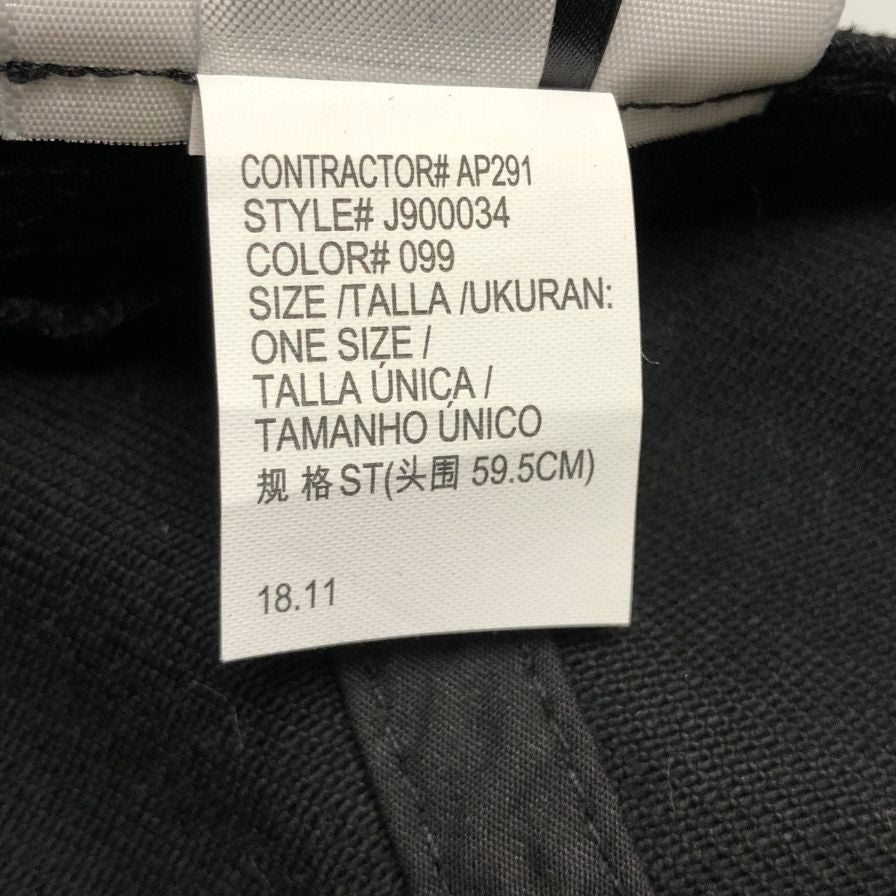 CONTRACTOR# AP291
STYLE# J900034
COLOR# 099
SIZE /TALLA /UKURAN:
ONE SIZE /
TALLA ÚNICA /
TAMANHO ÚNICO
规 格 ST(头围 59.5CM)
18.11